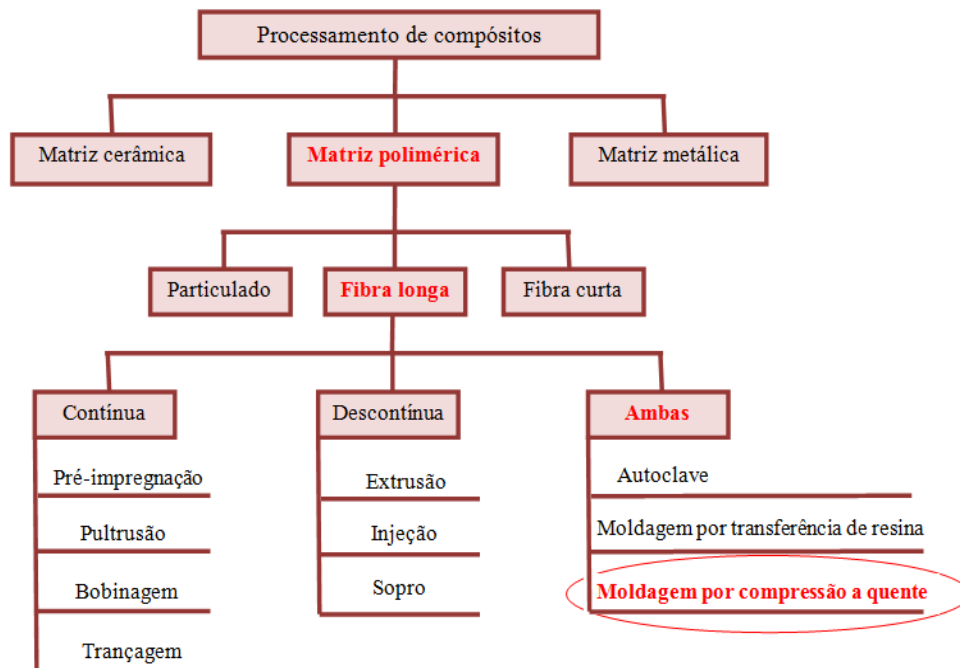 Processamento de compósitos
Matriz cerâmica
Matriz polimérica
Matriz metálica
Particulado
Fibra longa
Fibra curta
Contínua
Descontínua
Ambas
Pré-impregnação
Pultrusão
Bobinagem
Trançagem
Extrusão
Injeção
Sopro
Autoclave
Moldagem por transferência de resina
Moldagem por compressão a quente